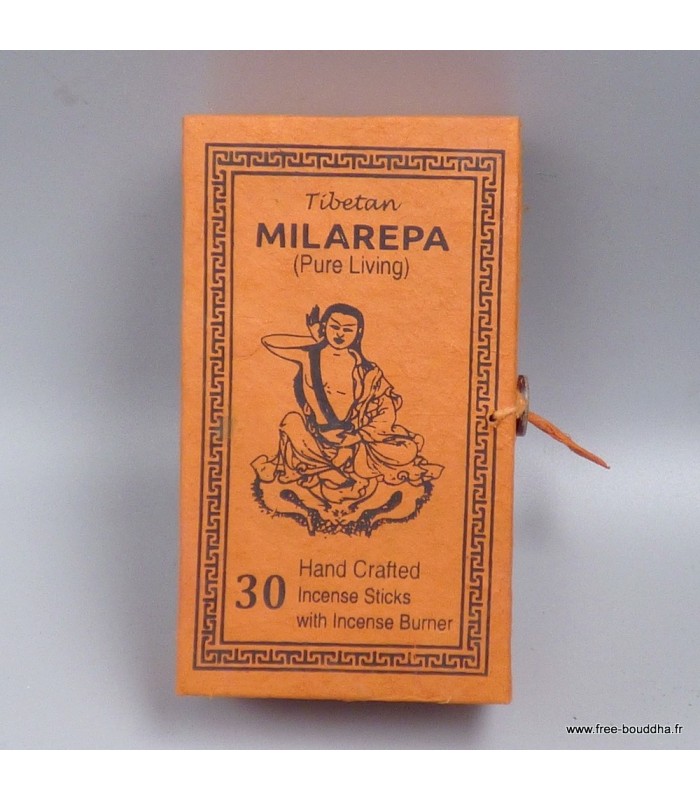 Tibetan
MILAREPA
(Pure Living)
30
Hand Crafted
Incense Sticks
with Incense Burner
www.free-bouddha.fr